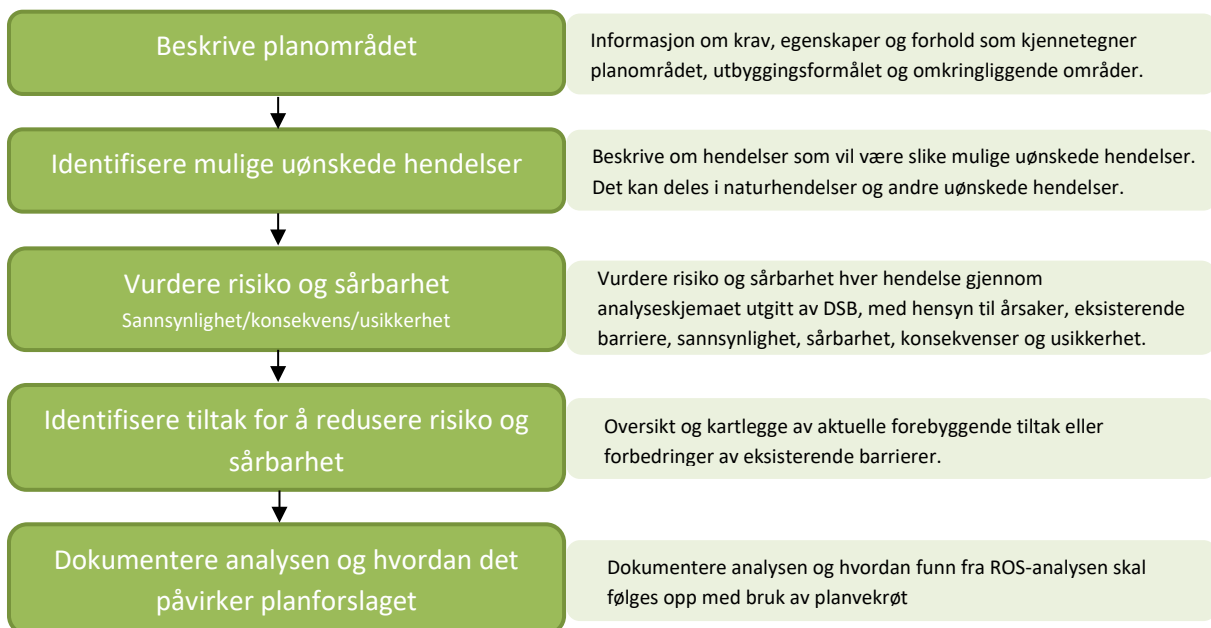 Beskrive planområdet
Informasjon om krav, egenskaper og forhold som kjennetegner
planområdet, utbyggingsformålet og omkringliggende områder.
Identifisere mulige uønskede hendelser
Beskrive om hendelser som vil være slike mulige uønskede hendelser.
Det kan deles i naturhendelser og andre uønskede hendelser.
Vurdere risiko og sårbarhet
Sannsynlighet/konsekvens/usikkerhet
Vurdere risiko og sårbarhet hver hendelse gjennom
analyseskjemaet utgitt av DSB, med hensyn til årsaker, eksisterende
barriere, sannsynlighet, sårbarhet, konsekvenser og usikkerhet.
Identifisere tiltak for å redusere risiko og
sårbarhet
Oversikt og kartlegge av aktuelle forebyggende tiltak eller
forbedringer av eksisterende barrierer.
Dokumentere analysen og hvordan det
påvirker planforslaget
Dokumentere analysen og hvordan funn fra ROS-analysen skal
følges opp med bruk av planvekrøt